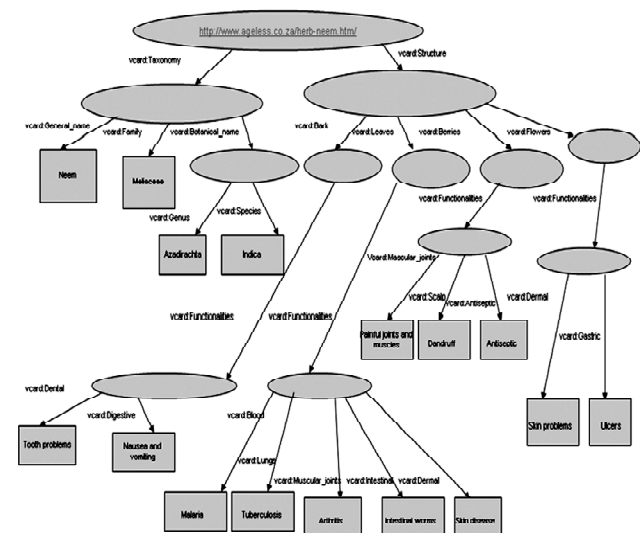 http://www.ageless.co.za/herb-neem.htm/
vcard:Taxonomy
vcard:Structure
vcard:General_name
vcard:Family
vcard:Botanical_name
vcard:Bark
vcard:Leaves
vcard:Berries
vcard:Flowers
Neem
Meliaceae
vcard:Genus
vcard:Species
vcard:Functionalities
vcard:Functionalities
Azadirachta
Indica
Vcard:Muscular_joints
vcard:Scalp
vcard:Antiseptic
vcard:Dermal
vcard:Functionalities
vcard:Functionalities
Painful joints and
muscles
Dandruff
Antiseptic
vcard:Gastric
vcard:Dental
vcard:Digestive
vcard:Blood
Skin problems
Ulcers
Tooth problems
Nausea and
vomiting
vcard:Lungs
vcard:Muscular_joints
vcard:Intestinal
vcard:Dermal
Malaria
Tuberculosis
Arthritis
Intestinal worms
Skin disease